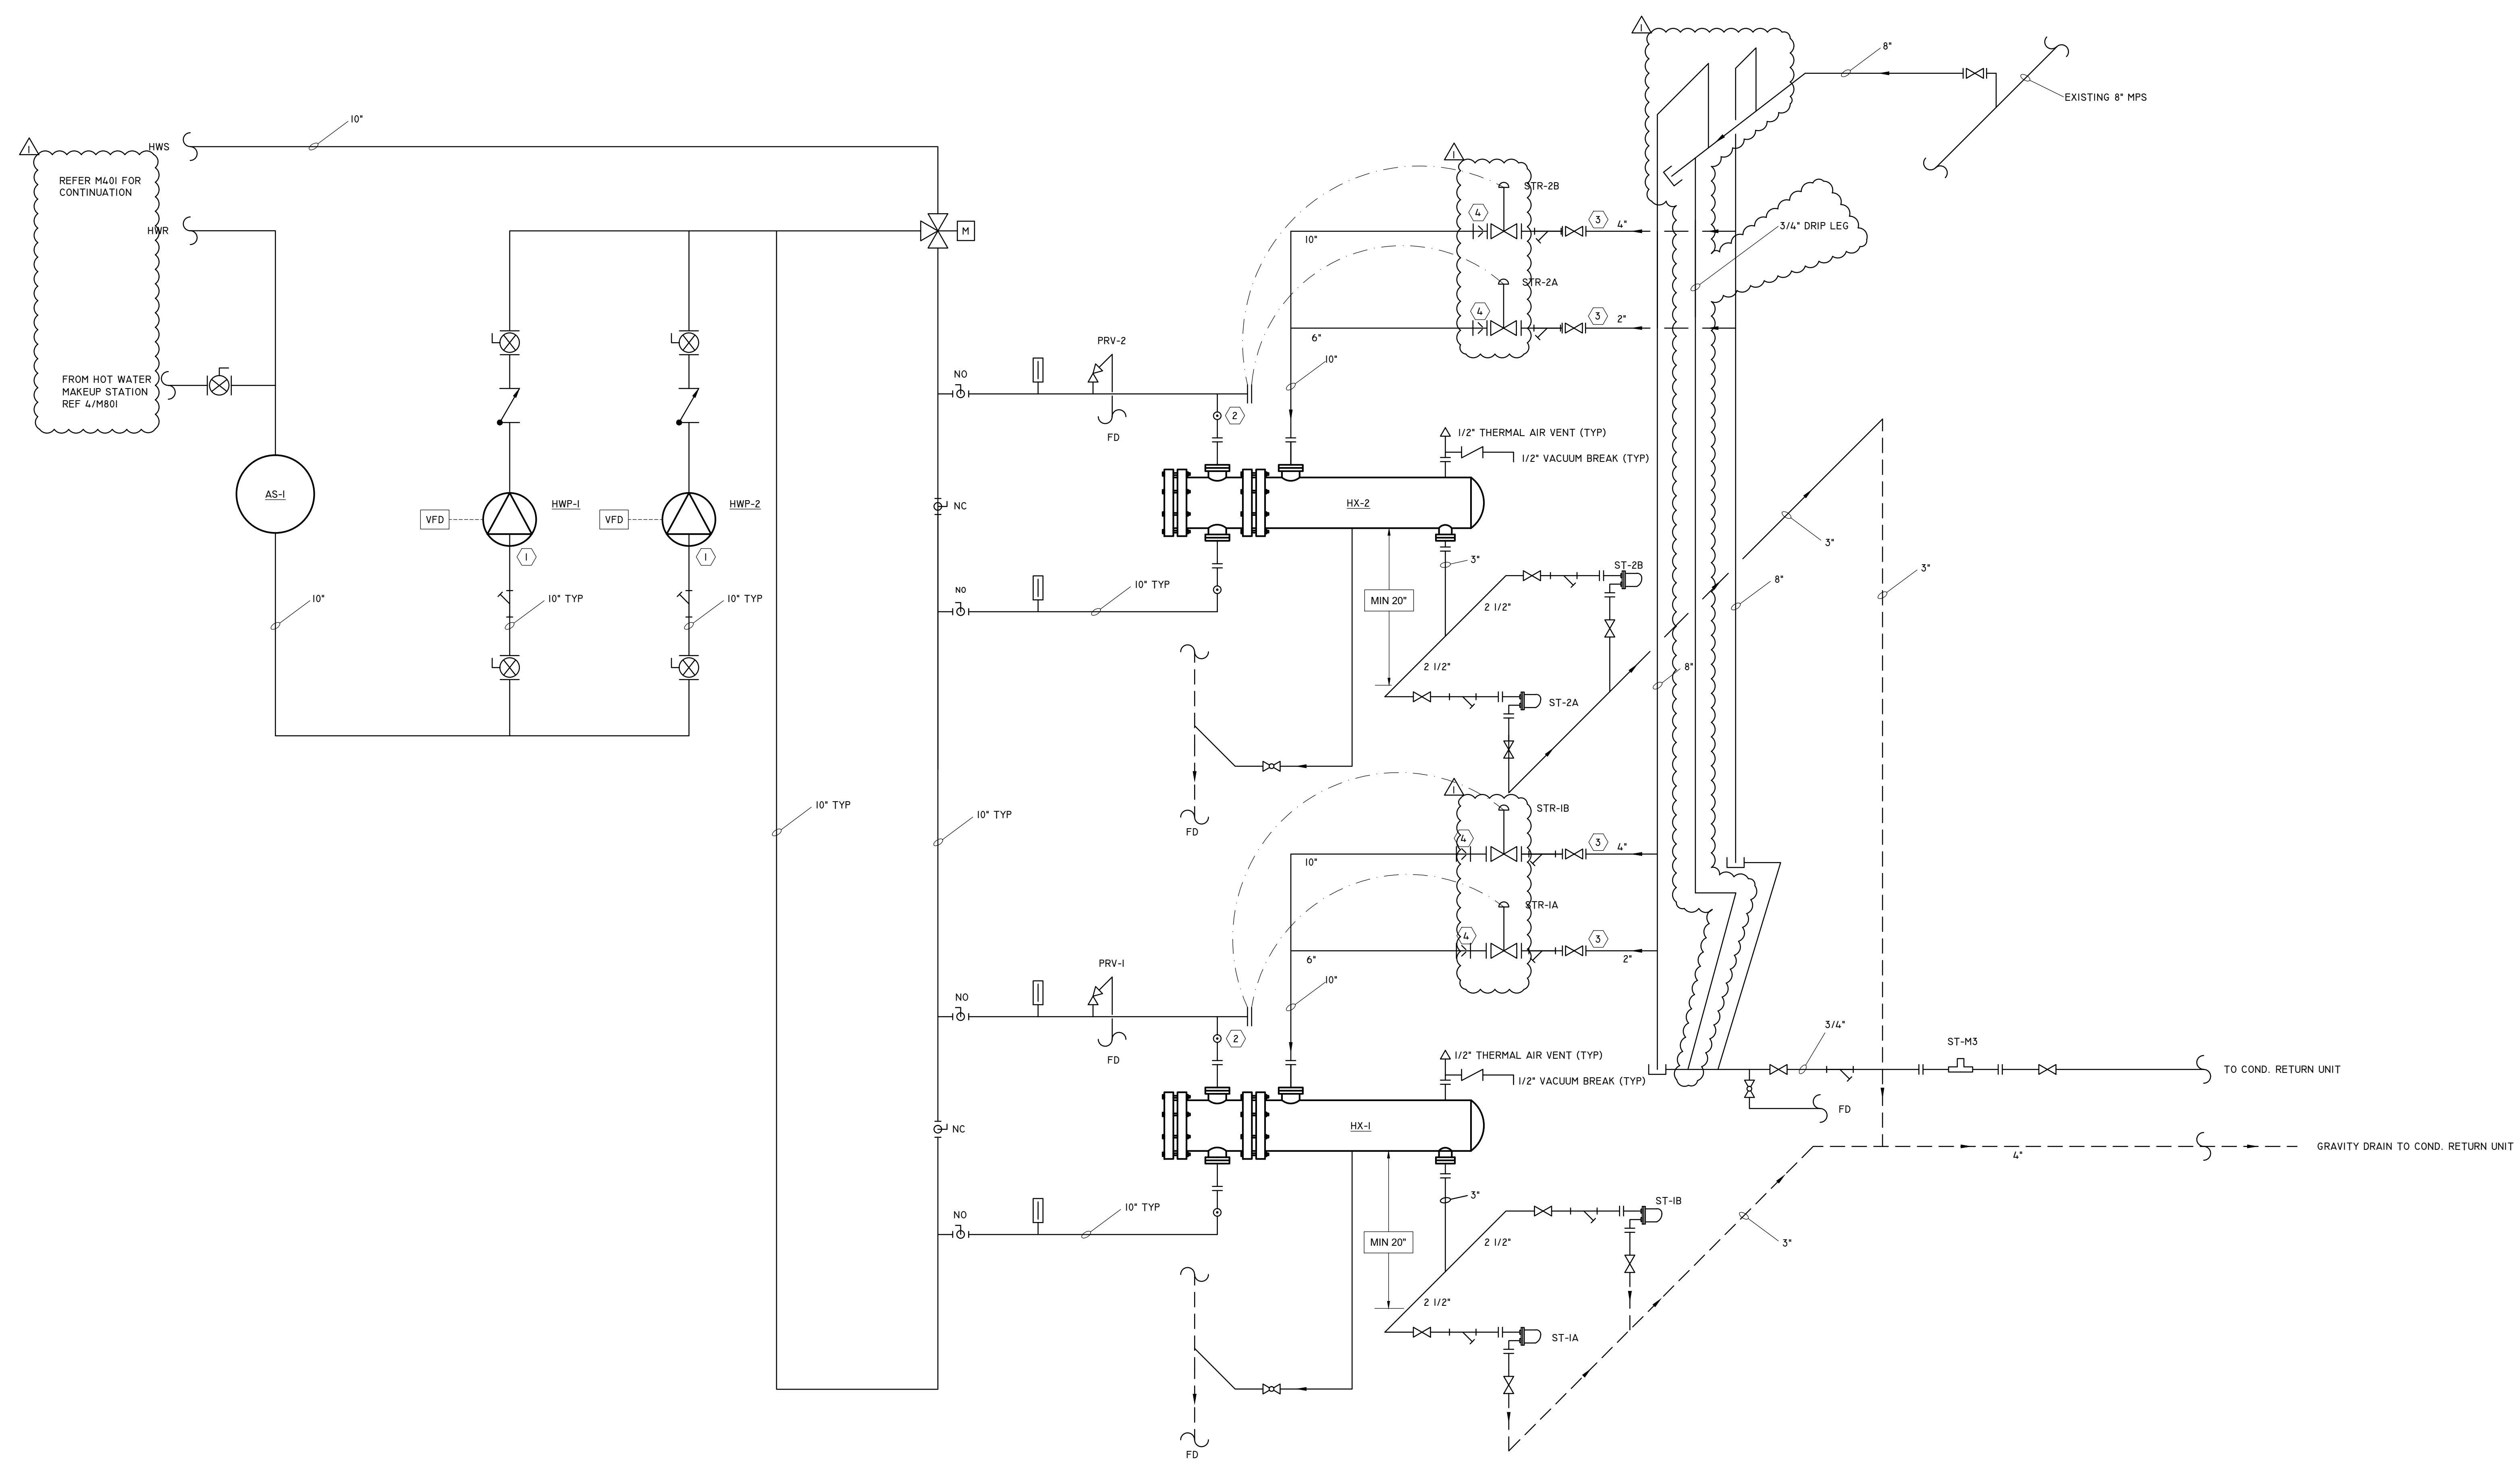 1
8"
EXISTING 8" MPS
10"
1
HWS
REFER M401 FOR
CONTINUATION
HWR
M
FROM HOT WATER
MAKEUP STATION
REF 4/M801
AS-1
10"
VFD
HWP-1
1
10" TYP
VFD
HWP-2
1
10" TYP
10" TYP
10" TYP
1
STR-2B
4
3
4"
10"
STR-2A
4
3
2"
6"
10"
3/4" DRIP LEG
PRV-2
NO
2
FD
1/2" THERMAL AIR VENT (TYP)
1/2" VACUUM BREAK (TYP)
HX-2
NC
3"
NO
10" TYP
MIN 20"
2 1/2"
ST-2B
2 1/2"
ST-2A
8"
8"
3"
3"
FD
1
STR-1B
4
3
4"
10"
STR-1A
4
3
2"
6"
10"
PRV-1
NO
2
FD
1/2" THERMAL AIR VENT (TYP)
1/2" VACUUM BREAK (TYP)
3/4"
ST-M3
TO COND. RETURN UNIT
FD
HX-1
NC
GRAVITY DRAIN TO COND. RETURN UNIT
4"
3"
NO
10" TYP
MIN 20"
2 1/2"
ST-1B
3"
2 1/2"
ST-1A
FD